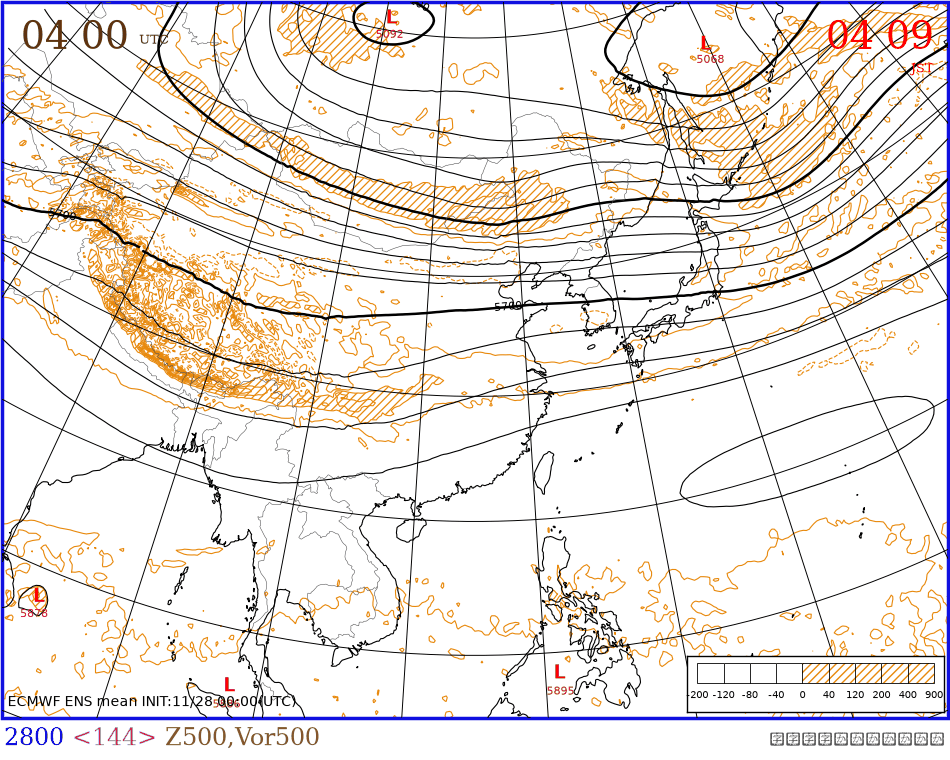 04 00 UTC
04 09 JST
L
5092
L
5068
5700
5700
L
5878
L
5895
L
-200 -120 -80 -40 0 40 120 200 400 900
ECMWF ENS mean INIT:11/28 00:00(UTC)
2800 <144> Z500,Vor500